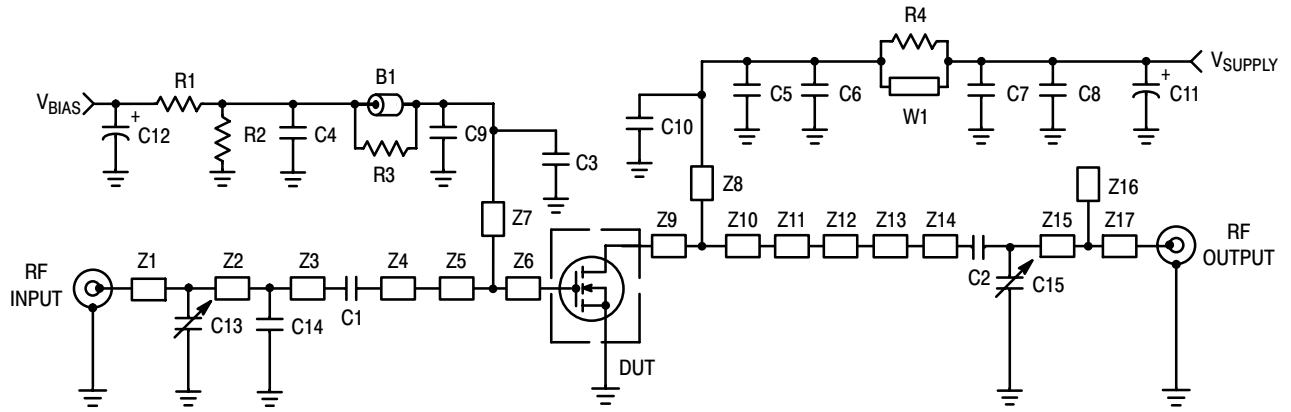 R4
V_SUPPLY
B1
R1
V_BIAS
+
C12
R2
C4
R3
C9
C3
C10
C5
C6
W1
C7
C8
+
C11
Z16
Z7
Z8
Z9
Z10
Z11
Z12
Z13
Z14
Z15
Z17
RF
OUTPUT
C2
C15
RF
INPUT
Z1
Z2
Z3
Z4
Z5
Z6
C13
C14
C1
DUT